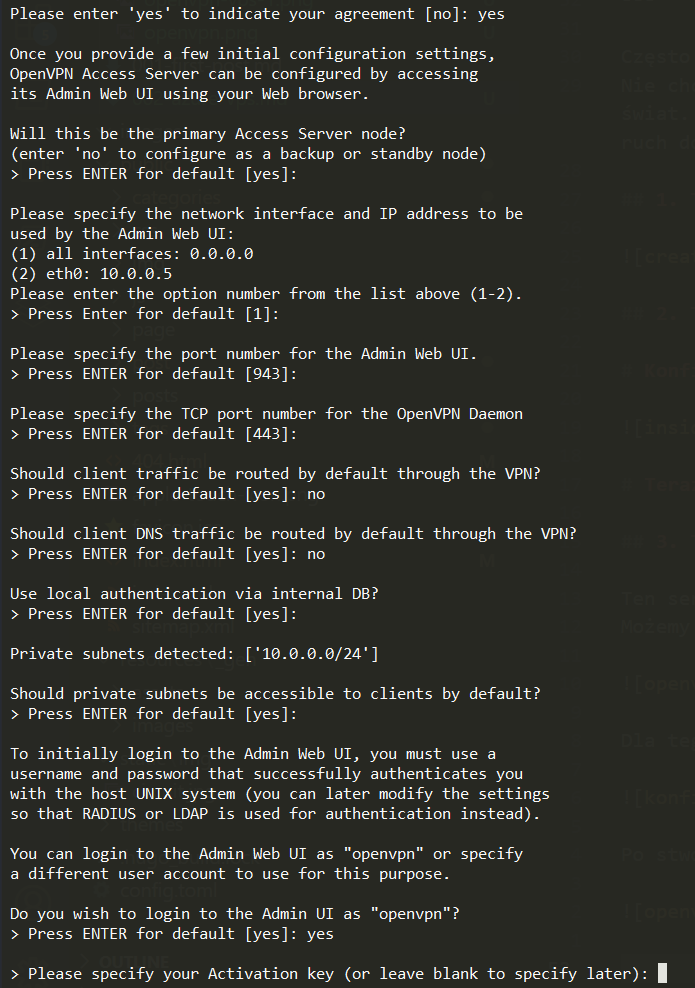 Please enter 'yes' to indicate your agreement [no]: yes
Once you provide a few initial configuration settings,
OpenVPN Access Server can be configured by accessing
its Admin Web UI using your Web browser.
Will this be the primary Access Server node?
(enter 'no' to configure as a backup or standby node)
> Press ENTER for default [yes]:
Please specify the network interface and IP address to be
used by the Admin Web UI:
(1) all interfaces: 0.0.0.0
(2) eth0: 10.0.0.5
Please enter the option number from the list above (1-2).
> Press Enter for default [1]:
Please specify the port number for the Admin Web UI.
> Press ENTER for default [943]:
Please specify the TCP port number for the OpenVPN Daemon
> Press ENTER for default [443]:
Should client traffic be routed by default through the VPN?
> Press ENTER for default [yes]: no
Should client DNS traffic be routed by default through the VPN?
> Press ENTER for default [yes]: no
Use local authentication via internal DB?
> Press ENTER for default [yes]:
Private subnets detected: ['10.0.0.0/24']
Should private subnets be accessible to clients by default?
> Press ENTER for default [yes]:
To initially login to the Admin Web UI, you must use a
username and password that successfully authenticates you
with the host UNIX system (you can later modify the settings
so that RADIUS or LDAP is used for authentication instead).
You can login to the Admin Web UI as "openvpn" or specify
a different user account to use for this purpose.
Do you wish to login to the Admin UI as "openvpn"?
> Press ENTER for default [yes]: yes
> Please specify your Activation key (or leave blank to specify later):